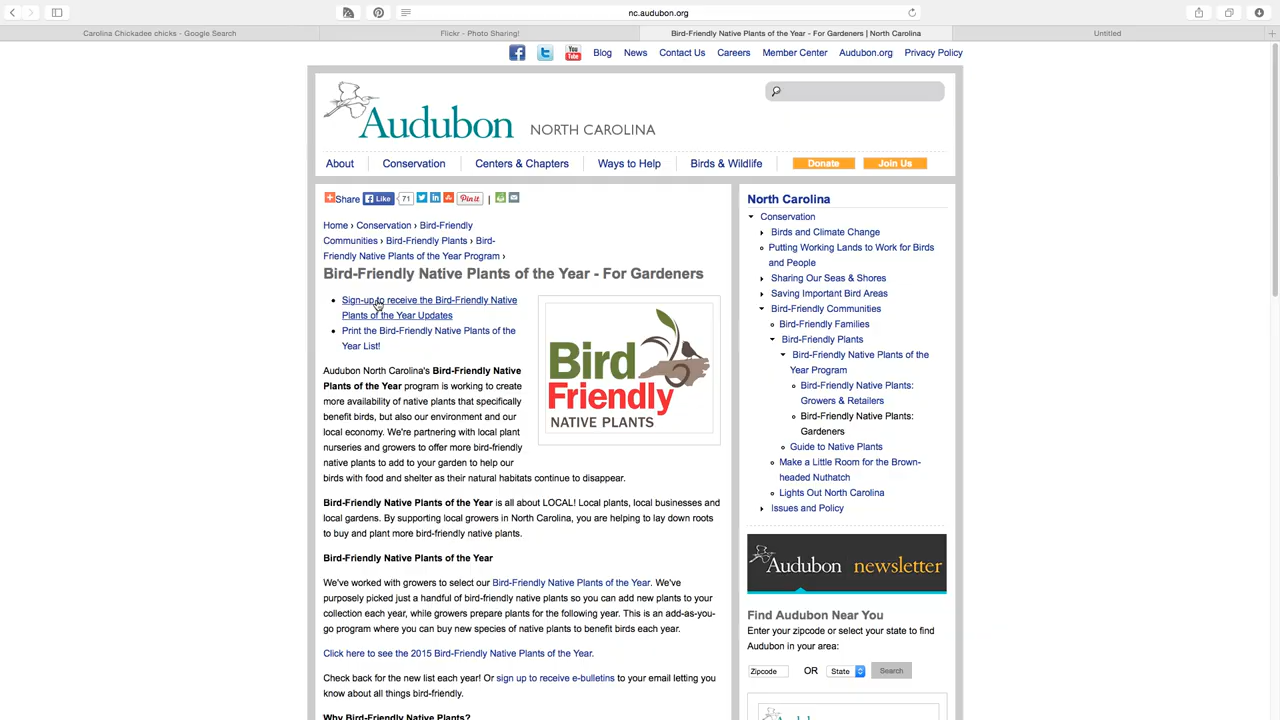 nc.audubon.org
Carolina Chickadee chicks - Google Search
Flickr - Photo Sharing!
Bird-Friendly Native Plants of the Year - For Gardeners | North Carolina
Untitled
Blog News Contact Us Careers Member Center Audubon.org Privacy Policy
Audubon NORTH CAROLINA
About Conservation Centers & Chapters Ways to Help Birds & Wildlife Donate Join Us
Share Like 71 Pin it |
Home › Conservation › Bird-Friendly
Communities › Bird-Friendly Plants › Bird-
Friendly Native Plants of the Year Program ›
Bird-Friendly Native Plants of the Year - For Gardeners
• Sign-up to receive the Bird-Friendly Native
Plants of the Year Updates
• Print the Bird-Friendly Native Plants of the
Year List!
Bird
Friendly
NATIVE PLANTS
Audubon North Carolina's Bird-Friendly Native
Plants of the Year program is working to create
more availability of native plants that specifically
benefit birds, but also our environment and our
local economy. We're partnering with local plant
nurseries and growers to offer more bird-friendly
native plants to add to your garden to help our
birds with food and shelter as their natural habitats continue to disappear.
Bird-Friendly Native Plants of the Year is all about LOCAL! Local plants, local businesses and
local gardens. By supporting local growers in North Carolina, you are helping to lay down roots
to buy and plant more bird-friendly native plants.
Bird-Friendly Native Plants of the Year
We've worked with growers to select our Bird-Friendly Native Plants of the Year. We've
purposely picked just a handful of bird-friendly native plants so you can add new plants to your
collection each year, while growers prepare plants for the following year. This is an add-as-you-
go program where you can buy new species of native plants to benefit birds each year.
Click here to see the 2015 Bird-Friendly Native Plants of the Year.
Check back for the new list each year! Or sign up to receive e-bulletins to your email letting you
know about all things bird-friendly.
Why Bird-Friendly Native Plants?
North Carolina
Conservation
Birds and Climate Change
Putting Working Lands to Work for Birds
and People
Sharing Our Seas & Shores
Saving Important Bird Areas
Bird-Friendly Communities
Bird-Friendly Families
Bird-Friendly Plants
Bird-Friendly Native Plants of the
Year Program
Bird-Friendly Native Plants:
Growers & Retailers
Bird-Friendly Native Plants:
Gardeners
Guide to Native Plants
Make a Little Room for the Brown-
headed Nuthatch
Lights Out North Carolina
Issues and Policy
Audubon newsletter
Find Audubon Near You
Enter your zipcode or select your state to find
Audubon in your area:
Zipcode OR State Search